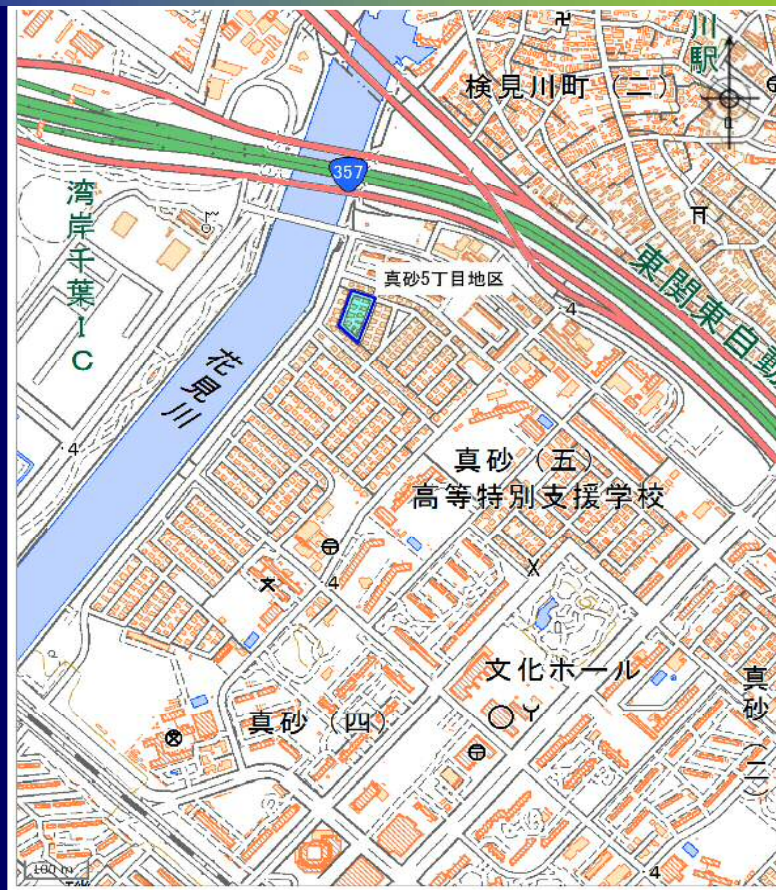 川駅
検見川町（二）
357
湾岸千葉IC
真砂5丁目地区
東関東自動
4
花見川
4
真砂（五）
高等特別支援学校
4
文化ホール
真砂（四）
真砂（二）
4
100 m